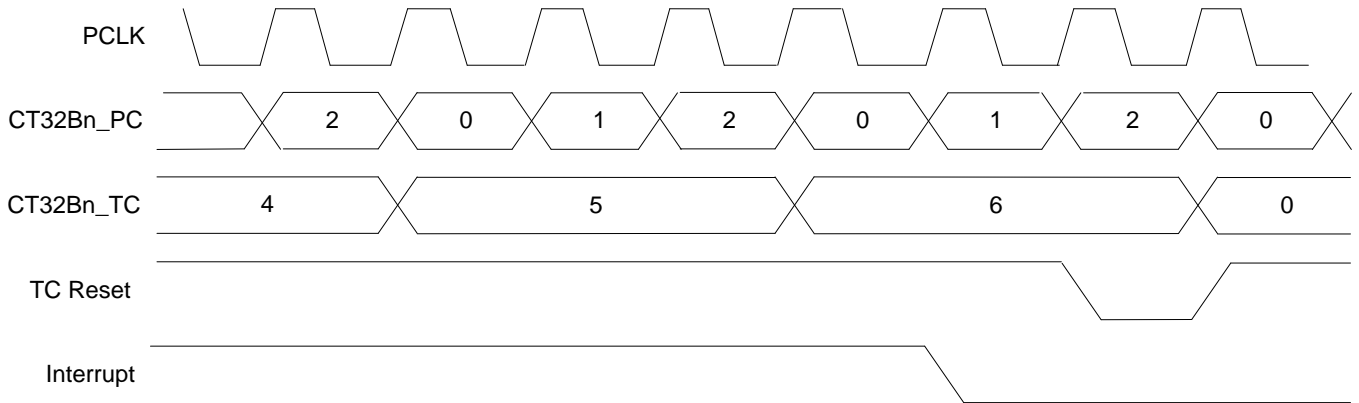 PCLK
CT32Bn_PC 2 0 1 2 0 1 2 0
CT32Bn_TC 4 5 6 0
TC Reset
Interrupt